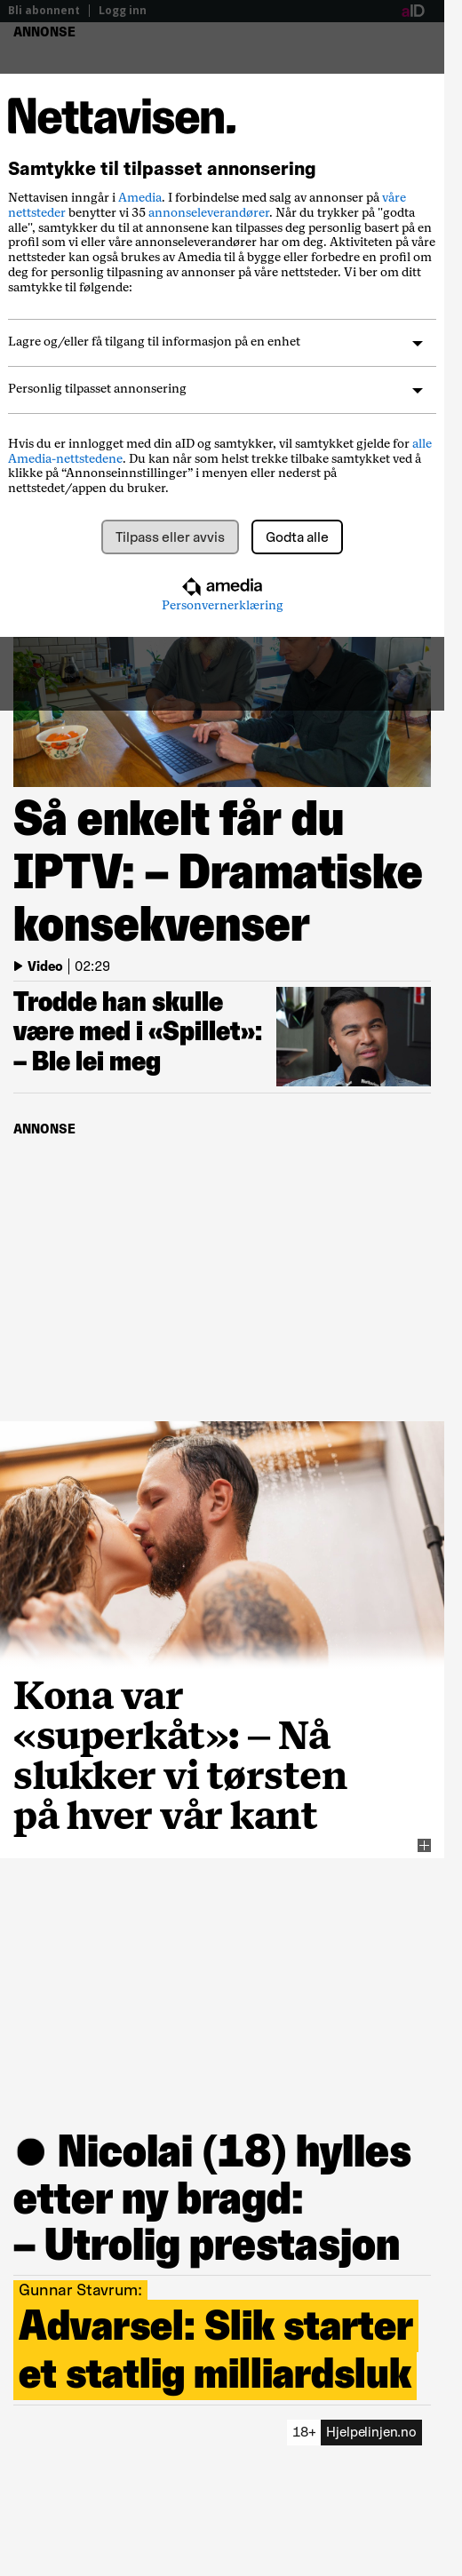 Bli abonnent
Logg inn
aID
ANNONSE
Nettavisen.
Samtykke til tilpasset annonsering
Nettavisen inngår i Amedia. I forbindelse med salg av annonser på våre
nettsteder benytter vi 35 annonseleverandører. Når du trykker på "godta
alle", samtykker du til at annonsene kan tilpasses deg personlig basert på en
profil som vi eller våre annonseleverandører har om deg. Aktiviteten på våre
nettsteder kan også brukes av Amedia til å bygge eller forbedre en profil om
deg for personlig tilpasning av annonser på våre nettsteder. Vi ber om ditt
samtykke til følgende:
Lagre og/eller få tilgang til informasjon på en enhet
Personlig tilpasset annonsering
Hvis du er innlogget med din aID og samtykker, vil samtykket gjelde for alle
Amedia-nettstedene. Du kan når som helst trekke tilbake samtykket ved å
klikke på “Annonseinnstillinger” i menyen eller nederst på
nettstedet/appen du bruker.
Tilpass eller avvis
Godta alle
amedia
Personvernerklæring
Så enkelt får du
IPTV: – Dramatiske
konsekvenser
Video
02:29
Trodde han skulle
være med i «Spillet»:
– Ble lei meg
ANNONSE
Kona var
«superkåt»: – Nå
slukker vi tørsten
på hver vår kant
● Nicolai (18) hylles
etter ny bragd:
– Utrolig prestasjon
Gunnar Stavrum:
Advarsel: Slik starter
et statlig milliardsluk
18+ Hjelpelinjen.no